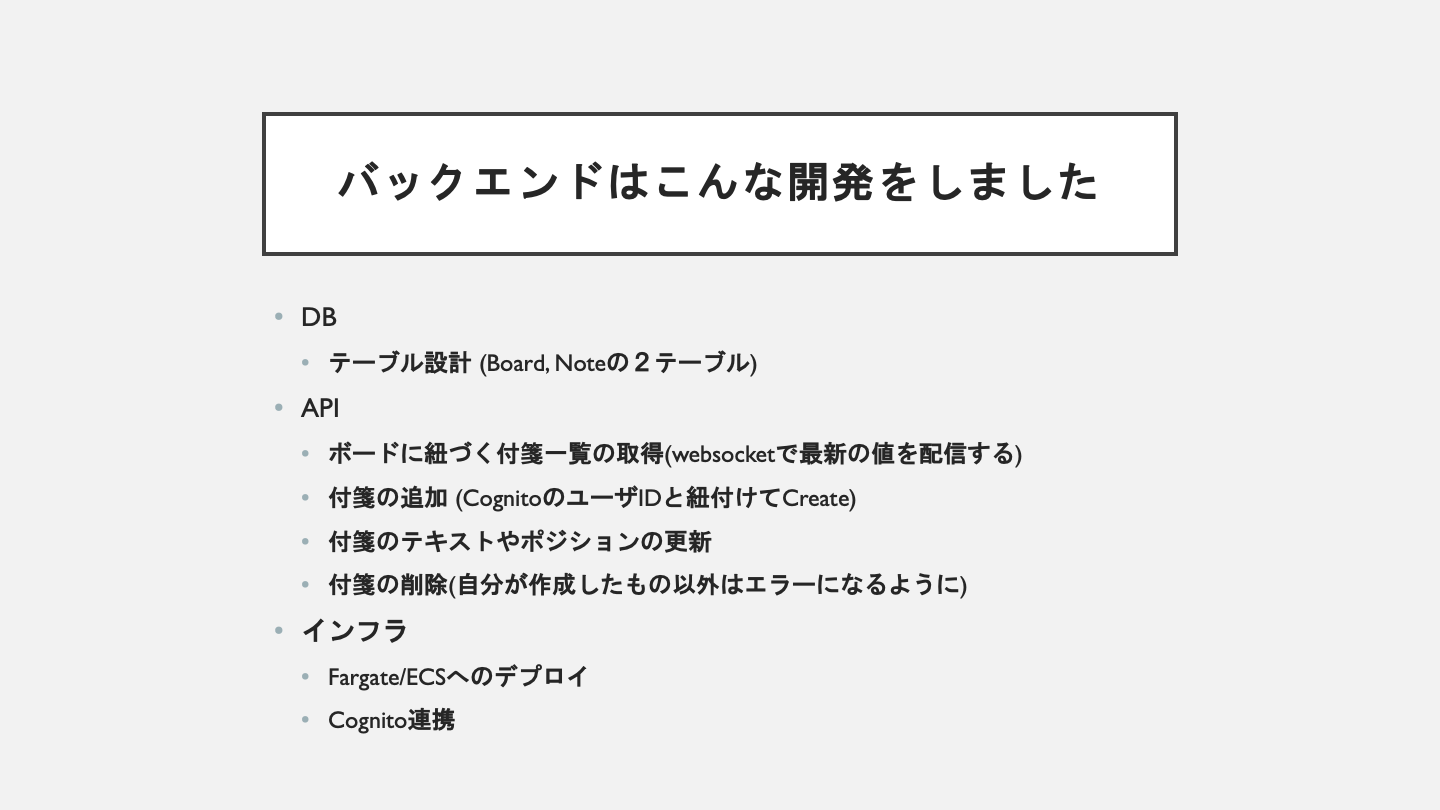 バックエンドはこんな開発をしました
• DB
• テーブル設計 (Board, Noteの２テーブル)
• API
• ボードに紐づく付箋一覧の取得(websocketで最新の値を配信する)
• 付箋の追加 (CognitoのユーザIDと紐付けてCreate)
• 付箋のテキストやポジションの更新
• 付箋の削除(自分が作成したもの以外はエラーになるように)
• インフラ
• Fargate/ECSへのデプロイ
• Cognito連携